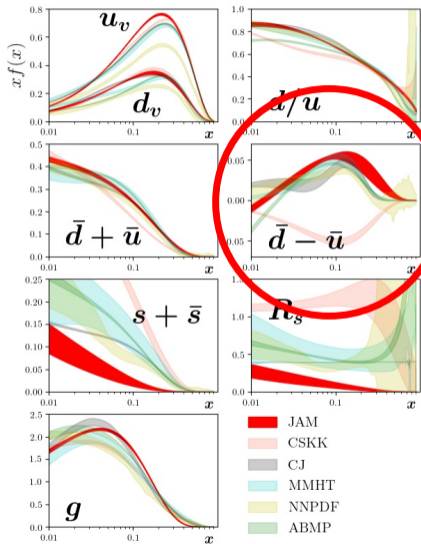 xf(x)
0.8
0.6
0.4
0.2
0.0
u_v
d_v
0.01
0.1
x
1.0
0.8
0.6
0.4
0.2
0.0
d/u
0.01
0.1
x
0.5
0.4
0.3
0.2
0.1
0.0
d̄ + ū
0.01
0.1
x
0.05
0.00
0.05
d̄ − ū
0.01
0.1
x
0.25
0.20
0.15
0.10
0.05
0.00
s + s̄
0.01
0.1
x
1.5
1.0
0.5
0.0
R_s
0.01
0.1
x
2.5
2.0
1.5
1.0
0.5
0.0
g
0.01
0.1
x
JAM
CSKK
CJ
MMHT
NNPDF
ABMP